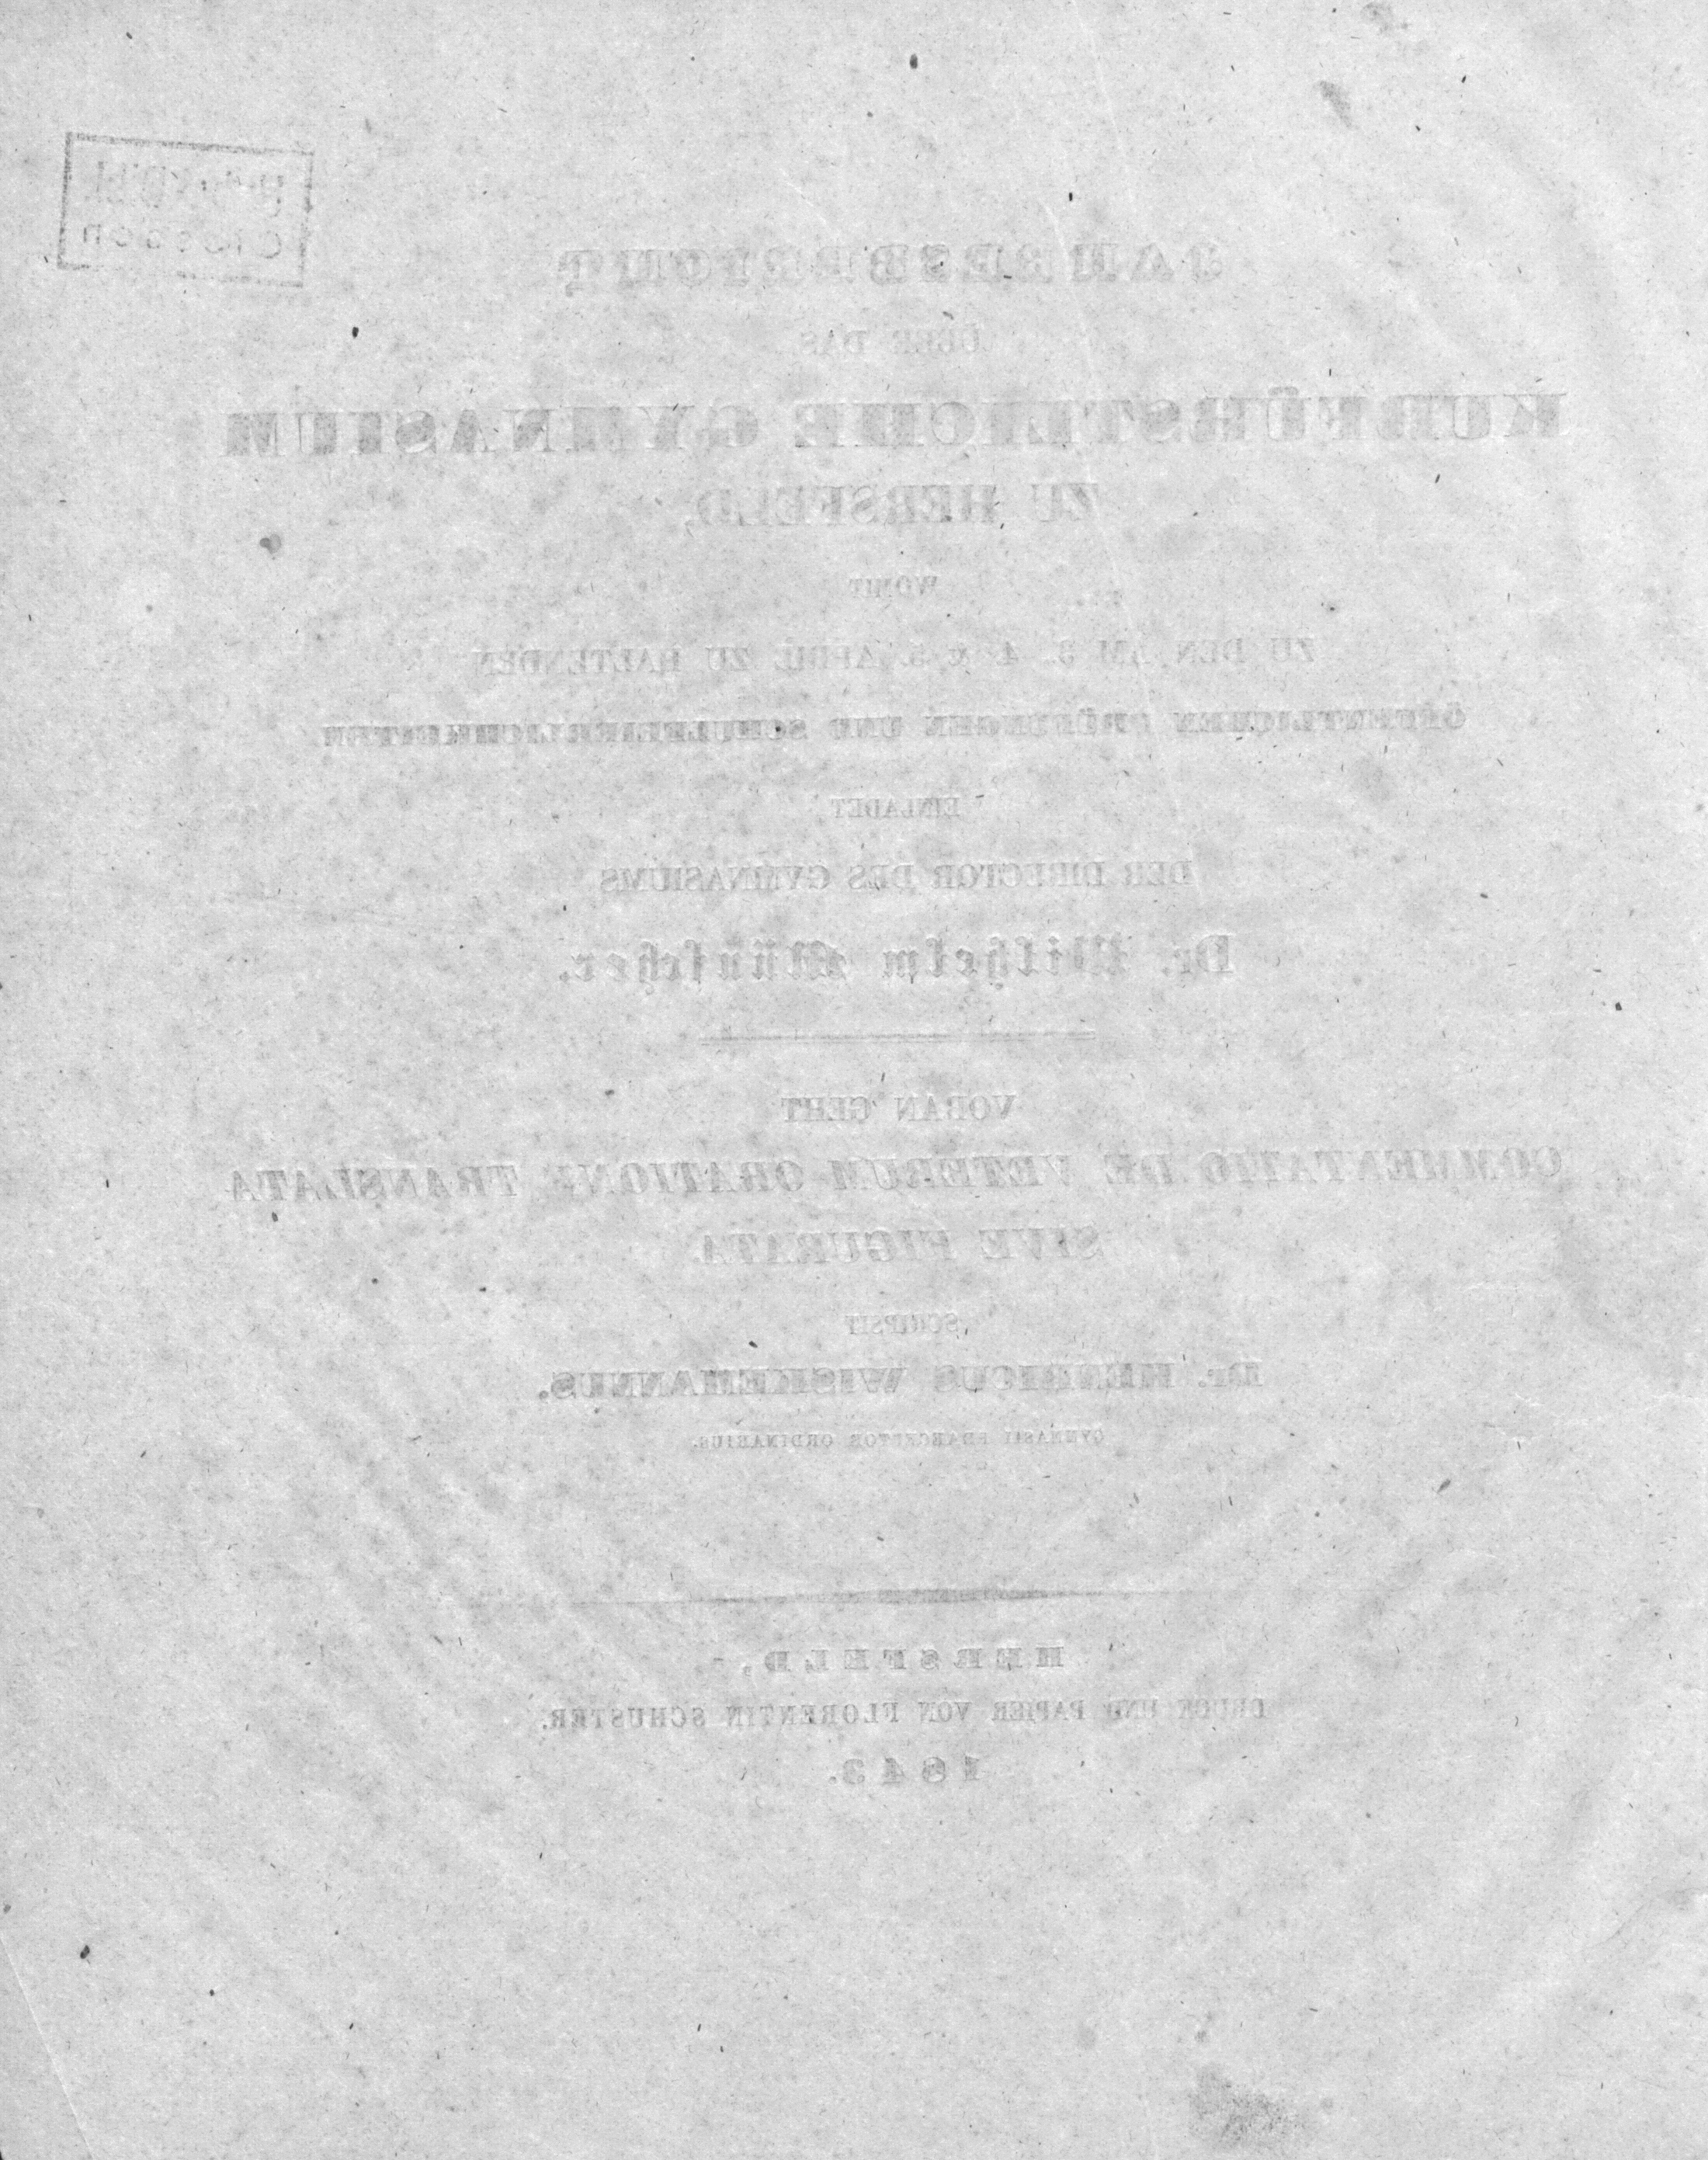 JAHRESBERICHT
ÜBER DAS
KURFÜRSTLICHE GYMNASIUM
ZU HERSFELD,
WOMIT
ZU DEN AM 3. 4. & 5. APRIL ZU HALTENDEN
ÖFFENTLICHEN PRÜFUNGEN UND SCHULFEIERLICHKEITEN
EINLADET
DER DIRECTOR DES GYMNASIUMS
Dr. Wilhelm Münscher.
VORAN GEHT
COMMENTATIO DE VETERUM ORATIONE TRANSLATA
SIVE FIGURATA.
SCRIPSIT
Dr. HENRICUS WISKEMANNUS.
GYMNASII PRAECEPTOR ORDINARIUS.
HERSFELD,
DRUCK UND PAPIER VON FLORENTIN SCHUSTER.
1843.
Giessen